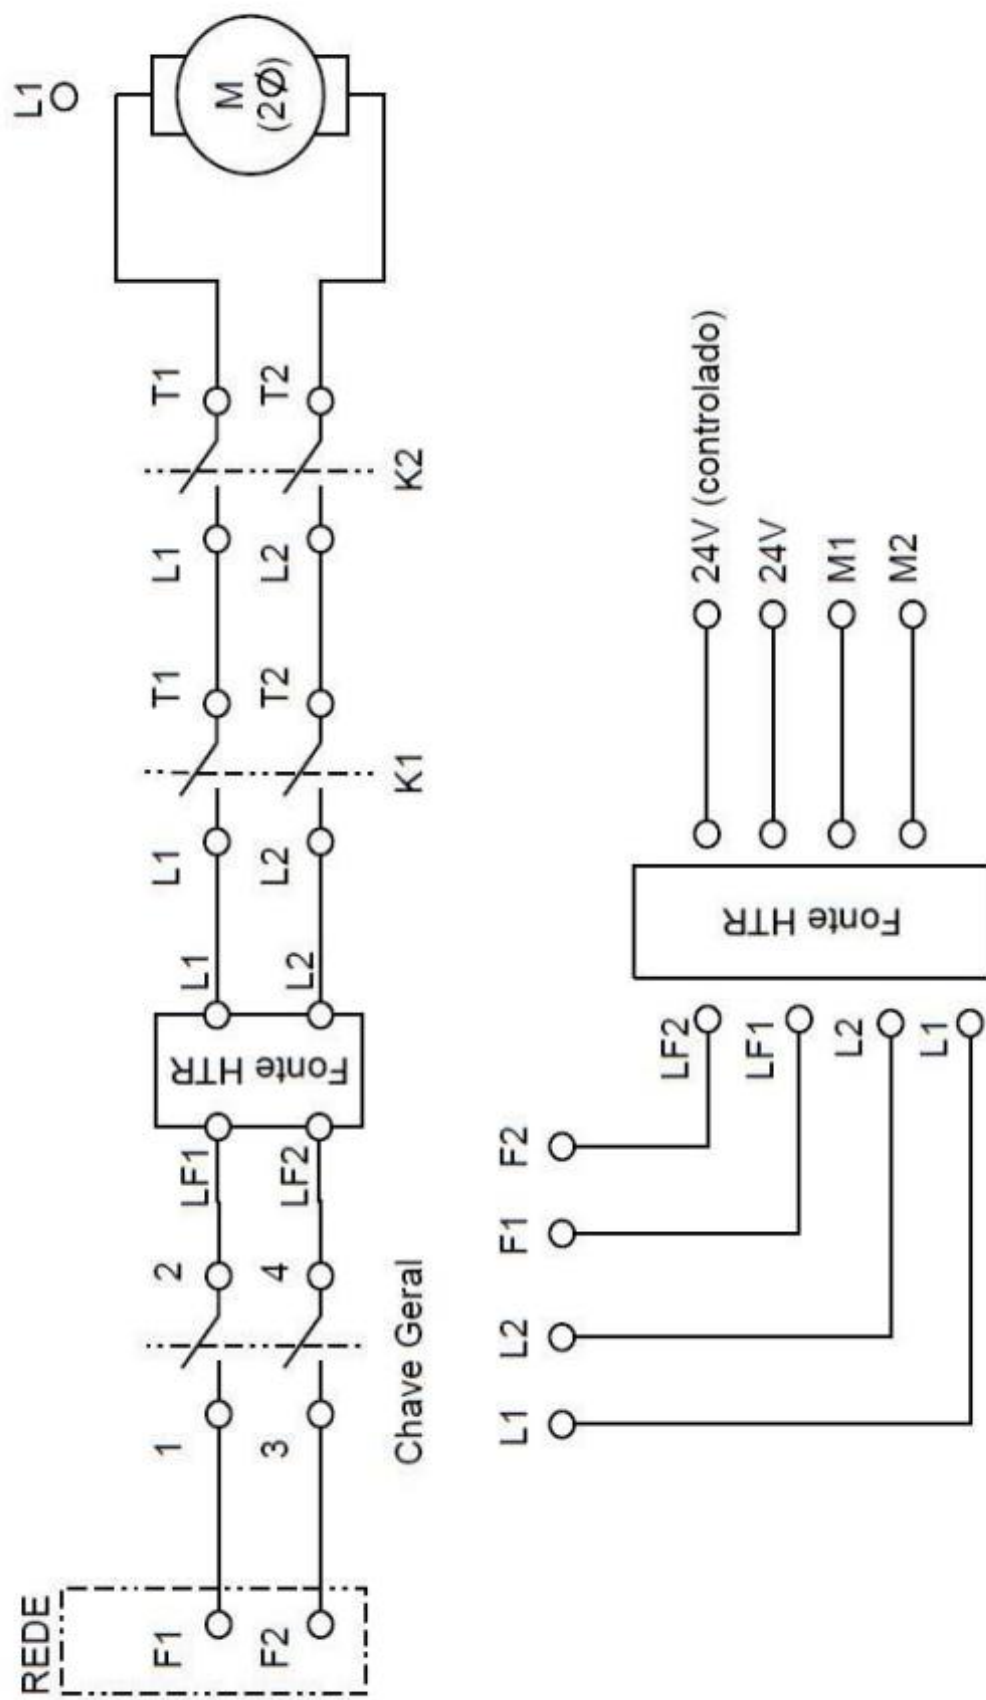 REDE
F1
F2
1
3
2
4
Chave Geral
LF1
LF2
Fonte HTR
L1
L2
L1
L2
K1
T1
T2
L1
L2
K2
T1
T2
M
(2Ø)
L1
L1
L2
F1
F2
LF2
LF1
L2
L1
Fonte HTR
24V (controlado)
24V
M1
M2